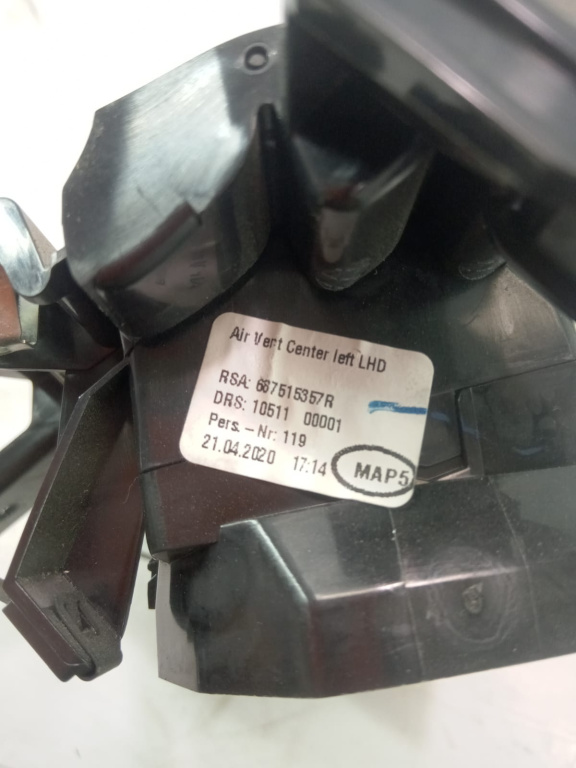 Air Vent Center left LHD
RSA: 687515357R
DRS: 10511 00001
Pers.-Nr: 119
21.04.2020 17:14
MAP5